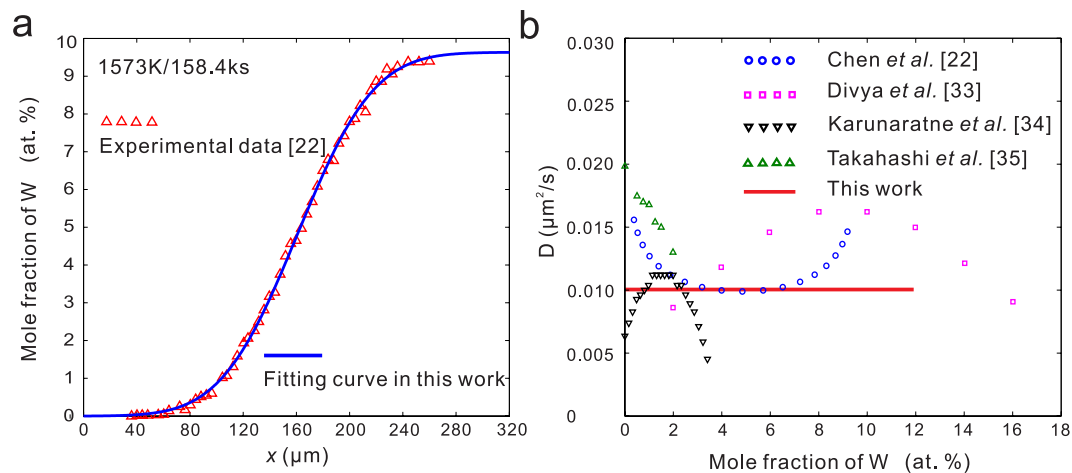 a
1573K/158.4ks
Experimental data [22]
Fitting curve in this work
Mole fraction of W (at. %)
10
9
8
7
6
5
4
3
2
1
0
0 40 80 120 160 200 240 280 320
x (μm)
b
Chen et al. [22]
Divya et al. [33]
Karunaratne et al. [34]
Takahashi et al. [35]
This work
D (μm²/s)
0.030
0.025
0.020
0.015
0.010
0.005
0
0 2 4 6 8 10 12 14 16 18
Mole fraction of W (at. %)